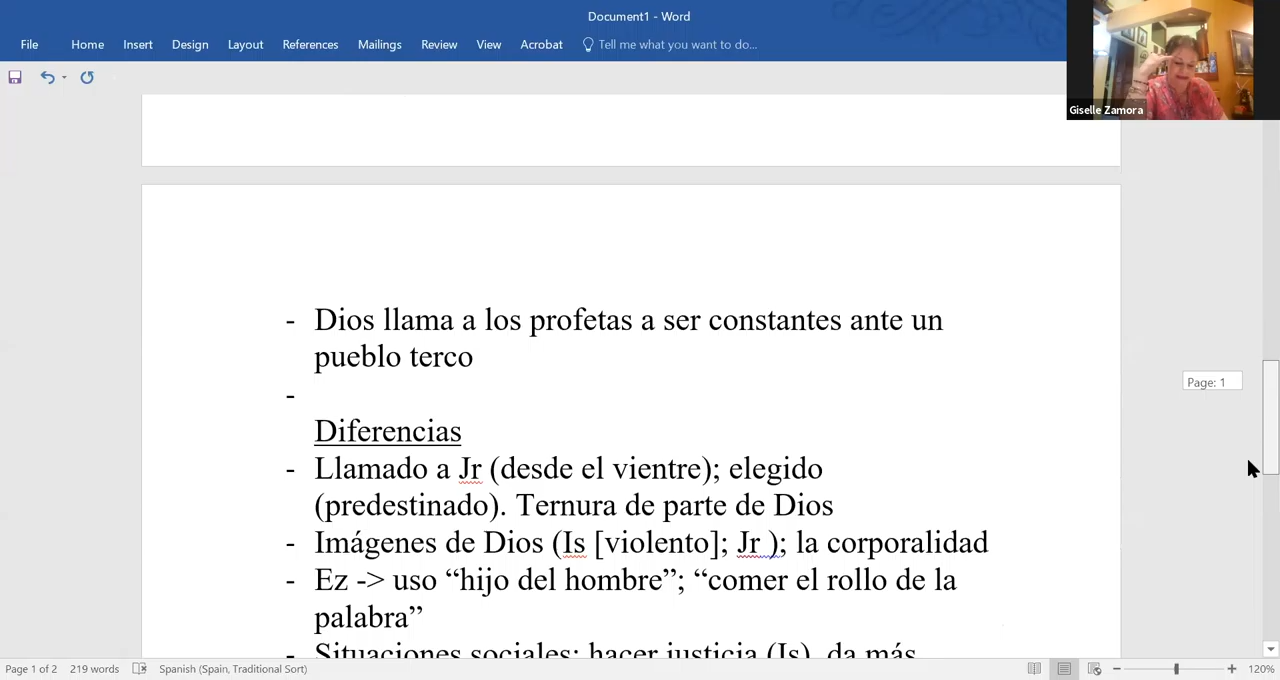 Document1 - Word
File Home Insert Design Layout References Mailings Review View Acrobat Tell me what you want to do...
Giselle Zamora
- Dios llama a los profetas a ser constantes ante un
pueblo terco
-
Diferencias
- Llamado a Jr (desde el vientre); elegido
(predestinado). Ternura de parte de Dios
- Imágenes de Dios (Is [violento]; Jr ); la corporalidad
- Ez -> uso “hijo del hombre”; “comer el rollo de la
palabra”
- Situaciones sociales: hacer justicia (Is), da más
Page: 1
Page 1 of 2 219 words Spanish (Spain, Traditional Sort) 120%